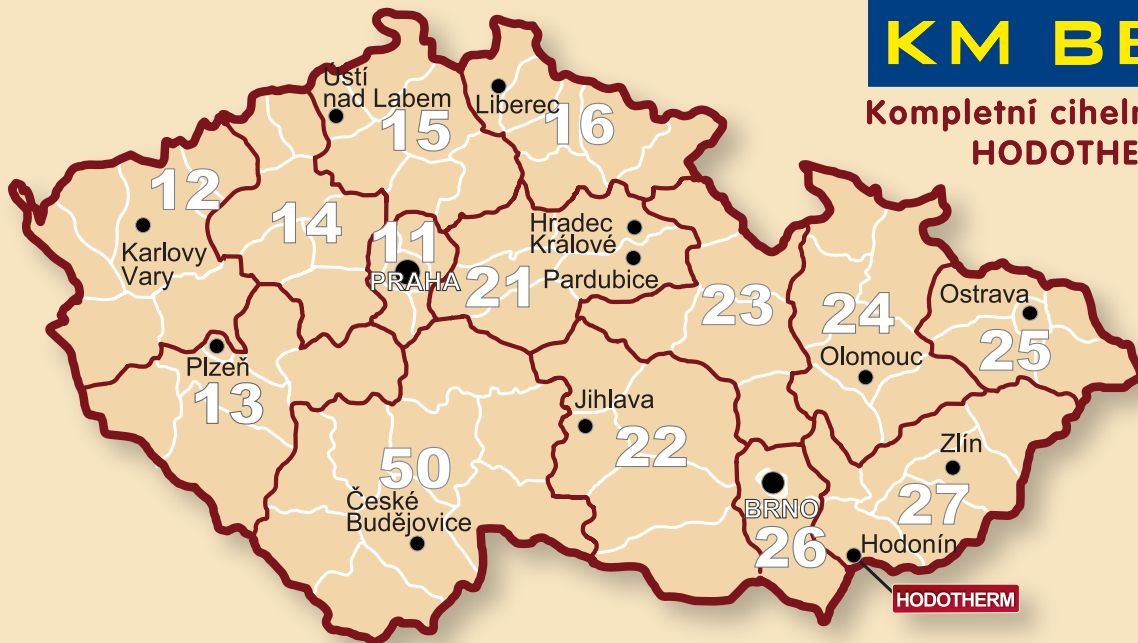 KM BE
Kompletní ciheln
HODOTHE
Ústí
nad Labem
15
Liberec
16
12
Karlovy
Vary
14
11
PRAHA
21
Hradec
Králové
Pardubice
23
24
Olomouc
Ostrava
25
Plzeň
13
Jihlava
22
50
České
Budějovice
BRNO
26
Zlín
27
Hodonín
HODOTHERM